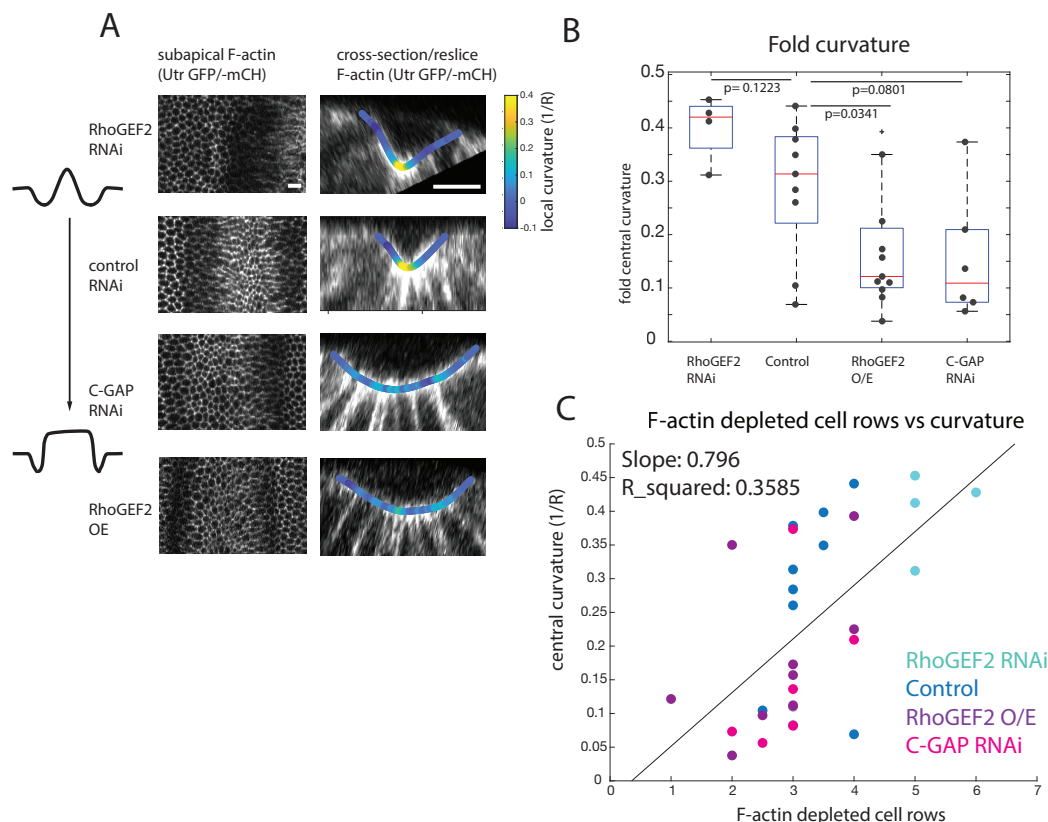 A
subapical F-actin
(Utr GFP/-mCH)
cross-section/reslice
F-actin (Utr GFP/-mCH)
RhoGEF2
RNAi
control
RNAi
C-GAP
RNAi
RhoGEF2
OE
0.4
0.3
0.2
0.1
0
-0.1
local curvature (1/R)
B
Fold curvature
p= 0.1223
p=0.0801
p=0.0341
0.5
0.4
0.3
0.2
0.1
0
fold central curvature
RhoGEF2
RNAi
Control
RhoGEF2
O/E
C-GAP
RNAi
C
F-actin depleted cell rows vs curvature
Slope: 0.796
R_squared: 0.3585
0.5
0.45
0.4
0.35
0.3
0.25
0.2
0.15
0.1
0.05
0
central curvature (1/R)
RhoGEF2 RNAi
Control
RhoGEF2 O/E
C-GAP RNAi
0 1 2 3 4 5 6 7
F-actin depleted cell rows